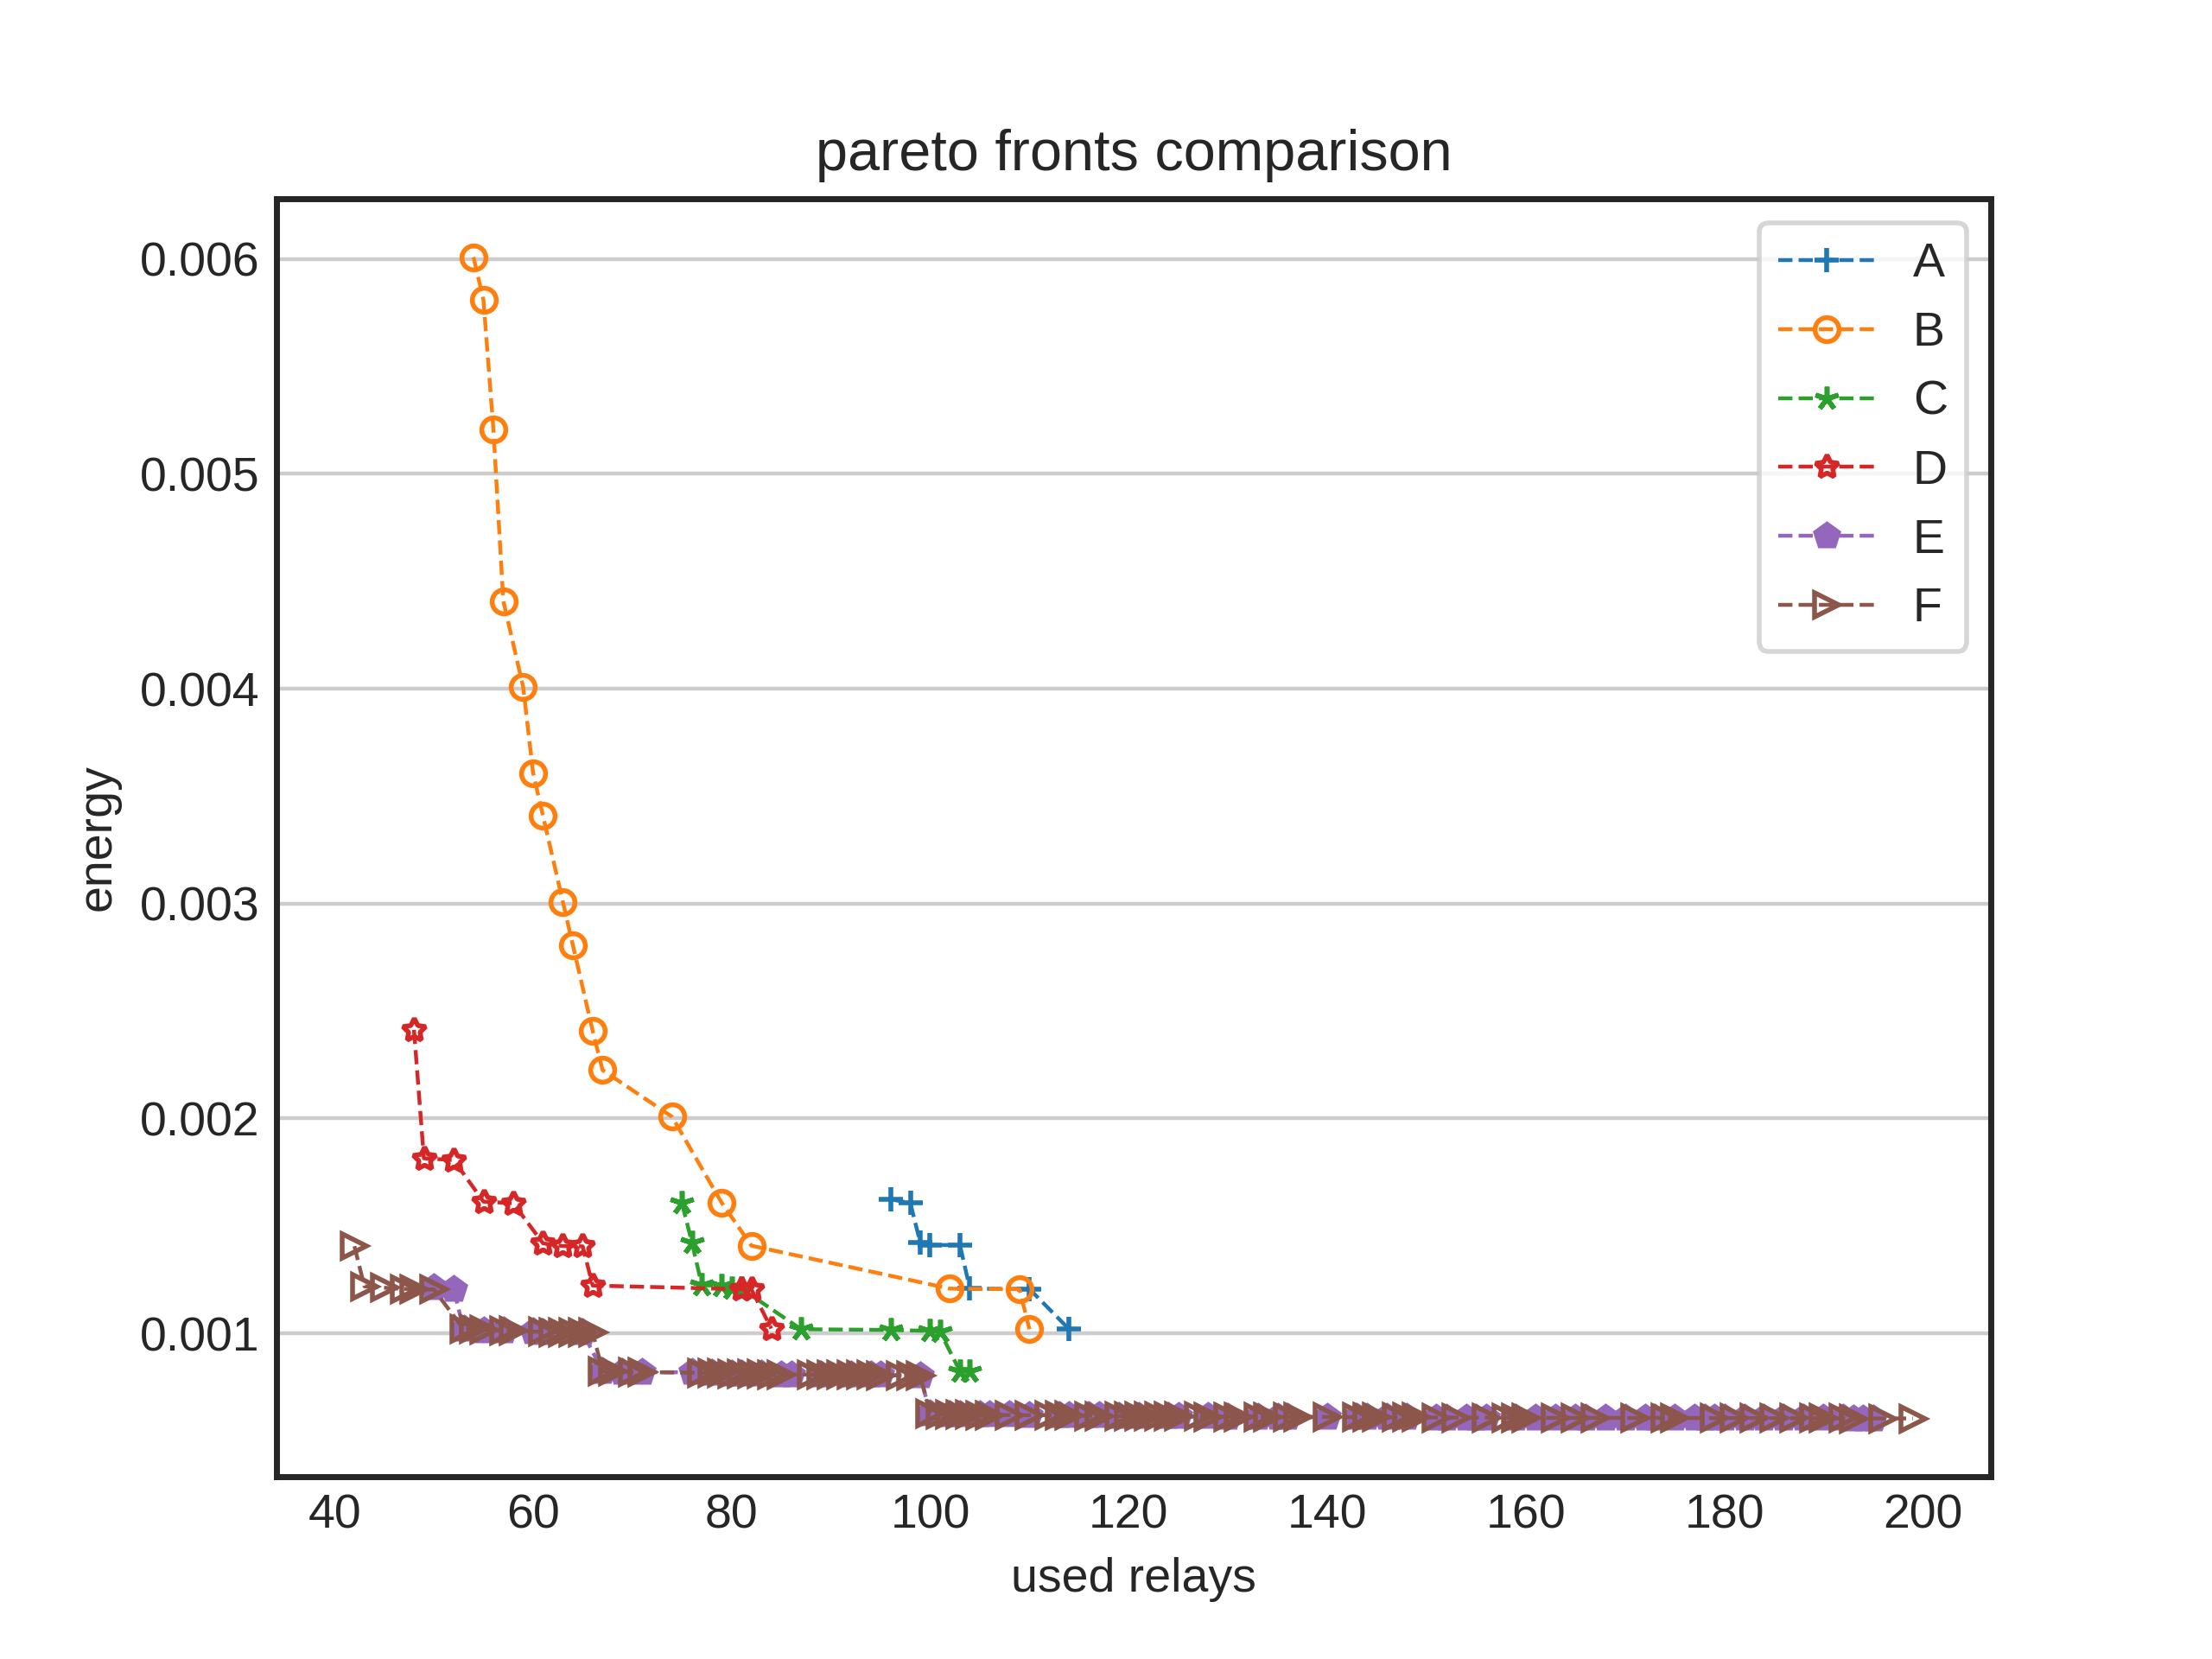 pareto fronts comparison
0.006
0.005
0.004
0.003
0.002
0.001
energy
A
B
C
D
E
F
40 60 80 100 120 140 160 180 200
used relays